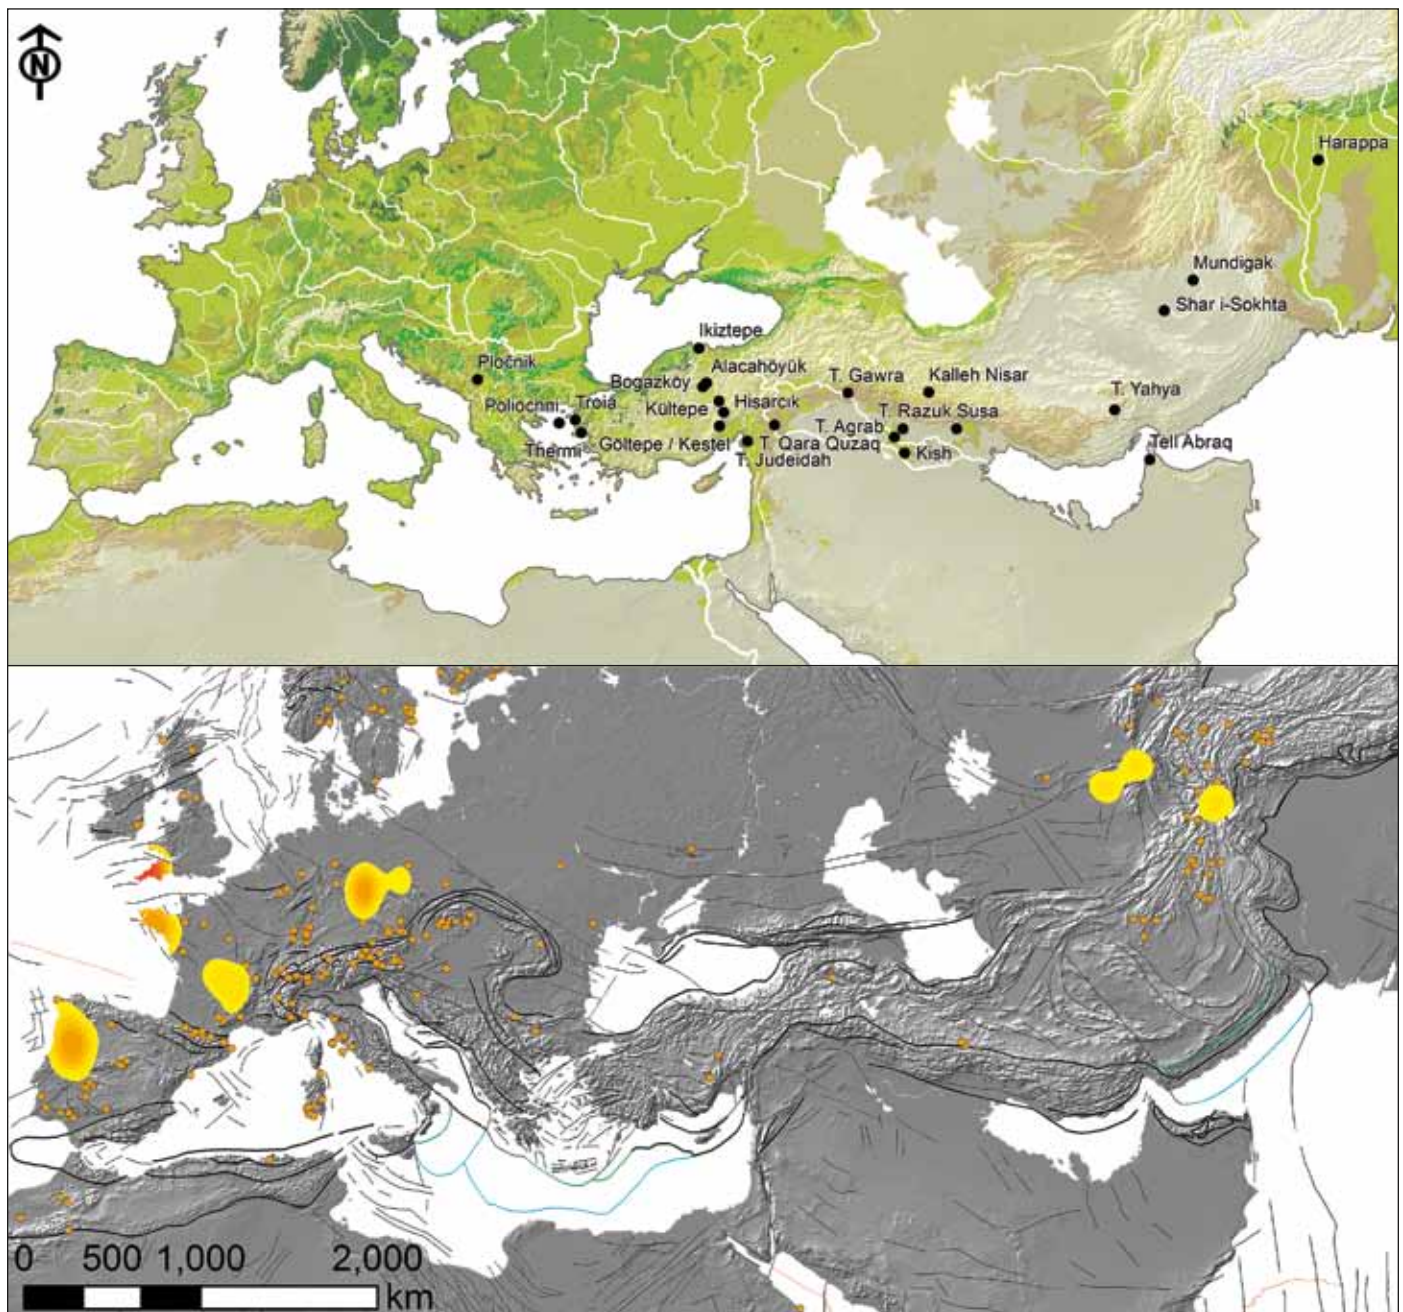 N
Harappa
Mundigak
Shar i-Sokhta
Ikiztepe
Pločnik
Alacahöyük
Bogazköy
T. Gawra
Kalleh Nisar
T. Yahya
Poliochni
Troia
Kültepe
Hisarcık
T. Razuk
Susa
T. Agrab
Thermi
Göltepe / Kestel
T. Qara Quzaq
Kish
Tell Abraq
T. Judeidah
0 500 1,000 2,000
km